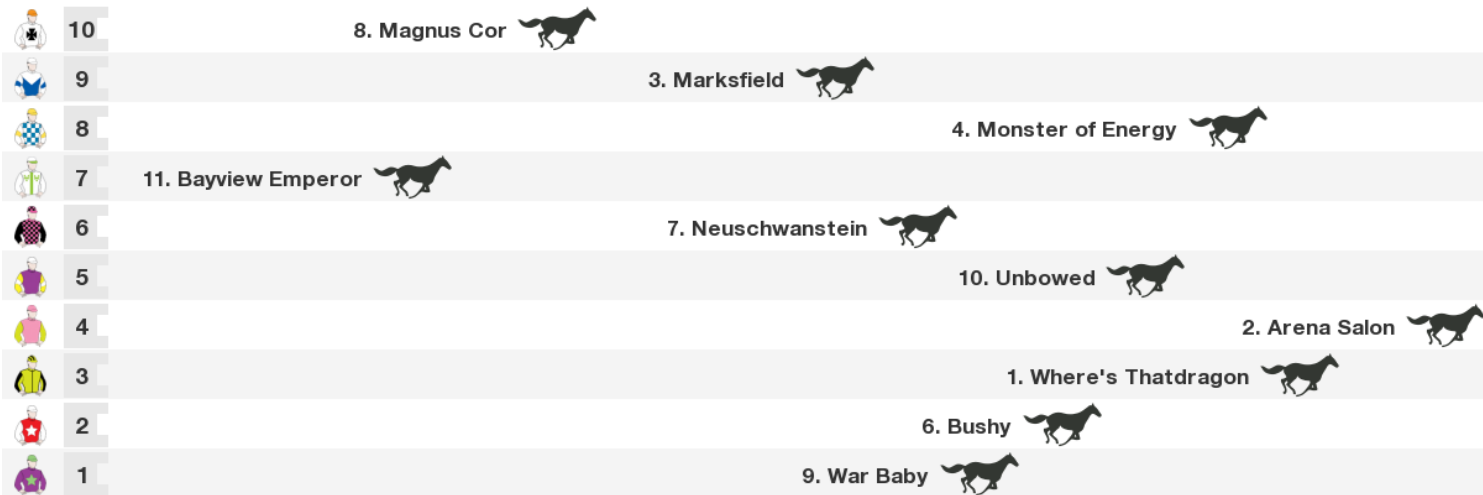 10 8. Magnus Cor
9 3. Marksfield
8 4. Monster of Energy
7 11. Bayview Emperor
6 7. Neuschwanstein
5 10. Unbowed
4 2. Arena Salon
3 1. Where's Thatdragon
2 6. Bushy
1 9. War Baby